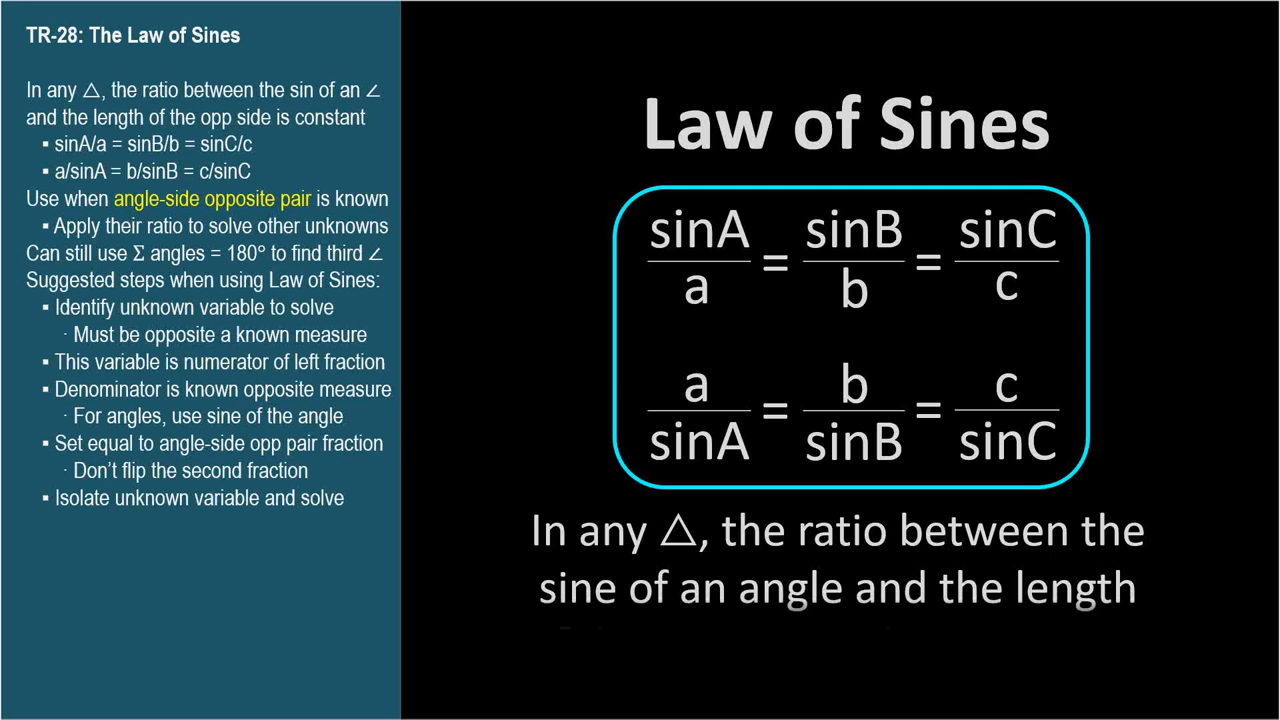 TR-28: The Law of Sines
In any △, the ratio between the sin of an ∠
and the length of the opp side is constant
▪ sinA/a = sinB/b = sinC/c
▪ a/sinA = b/sinB = c/sinC
Use when angle-side opposite pair is known
▪ Apply their ratio to solve other unknowns
Can still use Σ angles = 180° to find third ∠
Suggested steps when using Law of Sines:
▪ Identify unknown variable to solve
· Must be opposite a known measure
▪ This variable is numerator of left fraction
▪ Denominator is known opposite measure
· For angles, use sine of the angle
▪ Set equal to angle-side opp pair fraction
· Don't flip the second fraction
▪ Isolate unknown variable and solve
Law of Sines
sinA/a = sinB/b = sinC/c
a/sinA = b/sinB = c/sinC
In any △, the ratio between the
sine of an angle and the length